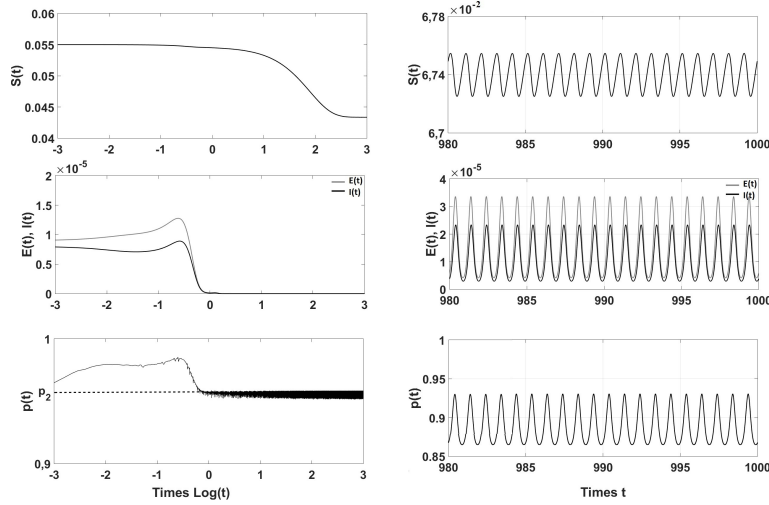 0.06
0.055
0.05
0.045
0.04
S(t)
-3 -2 -1 0 1 2 3
6,78 ×10⁻²
6,74
6,7
S(t)
980 985 990 995 1000
×10⁻⁵
2
1.5
1
0.5
0
E(t), I(t)
E(t)
I(t)
-3 -2 -1 0 1 2 3
×10⁻⁵
4
3
2
1
0
E(t), I(t)
E(t)
I(t)
980 985 990 995 1000
1
p₂
0,9
p(t)
-3 -2 -1 0 1 2 3
Times Log(t)
1
0.95
0.9
0.85
p(t)
980 985 990 995 1000
Times t